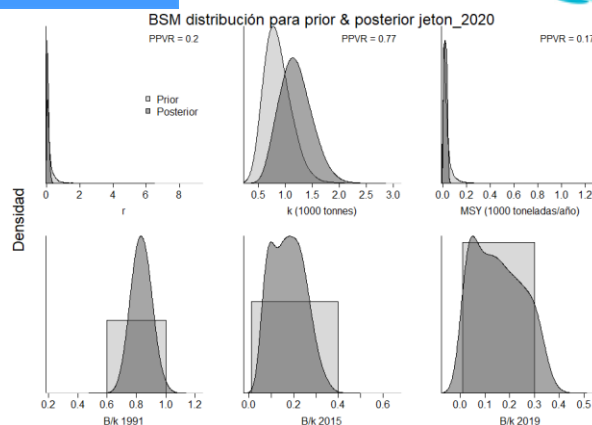 BSM distribución para prior & posterior jeton_2020
PPVR = 0.2
PPVR = 0.77
PPVR = 0.17
Prior
Posterior
0 2 4 6 8
0.5 1.0 1.5 2.0 2.5 3.0
0.0 0.2 0.4 0.6 0.8 1.0 1.2
r
k (1000 tonnes)
MSY (1000 toneladas/año)
Densidad
0.2 0.4 0.6 0.8 1.0 1.2
0.0 0.2 0.4 0.6
0.0 0.1 0.2 0.3 0.4 0.5
B/k 1991
B/k 2015
B/k 2019